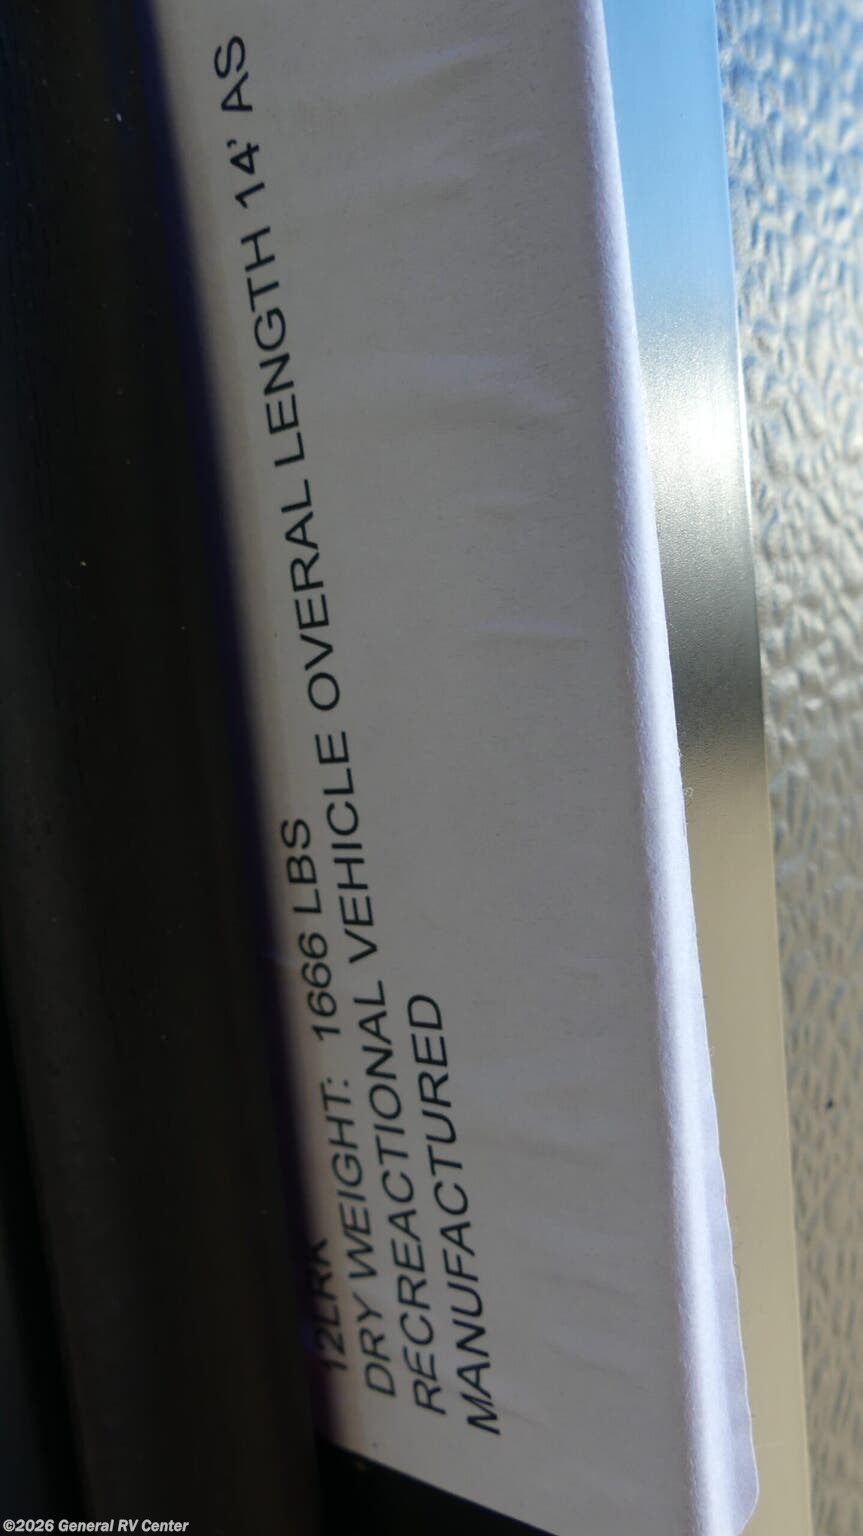 12LRK
DRY WEIGHT: 1666 LBS
RECREACTIONAL VEHICLE OVERAL LENGTH 14' AS
MANUFACTURED
©2026 General RV Center